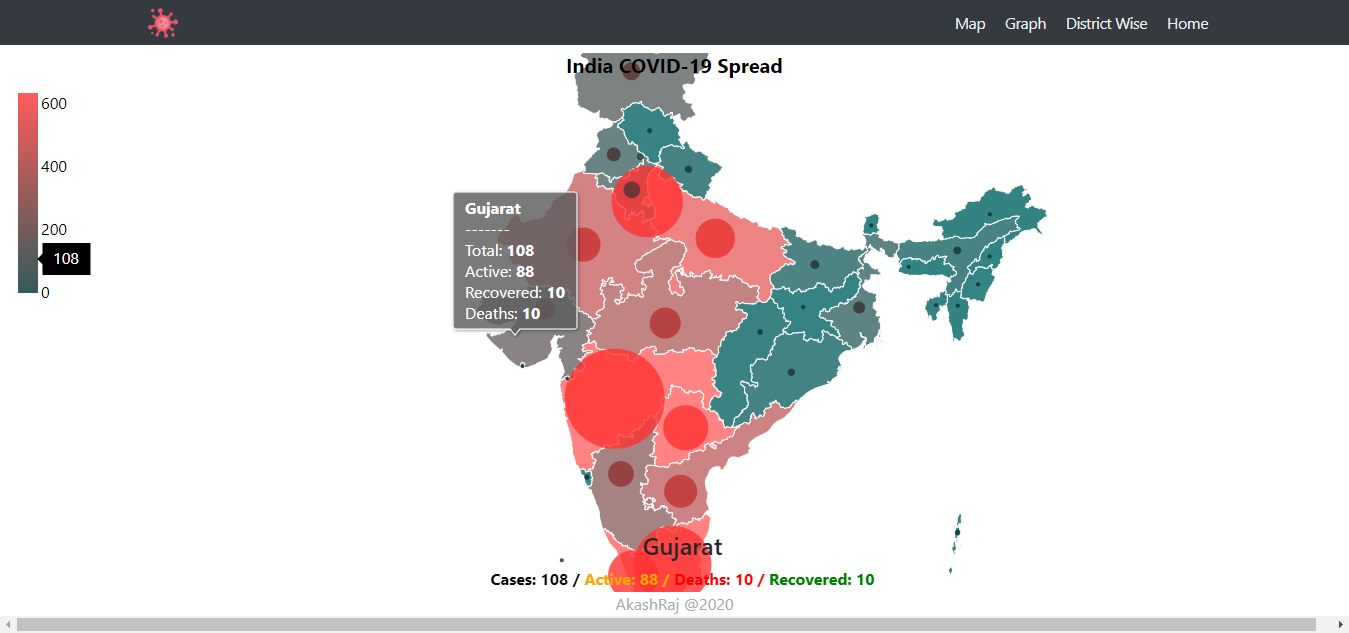 Map Graph District Wise Home
India COVID-19 Spread
600
400
200
108
0
Gujarat
-------
Total: 108
Active: 88
Recovered: 10
Deaths: 10
Gujarat
Cases: 108 / Active: 88 / Deaths: 10 / Recovered: 10
AkashRaj @2020